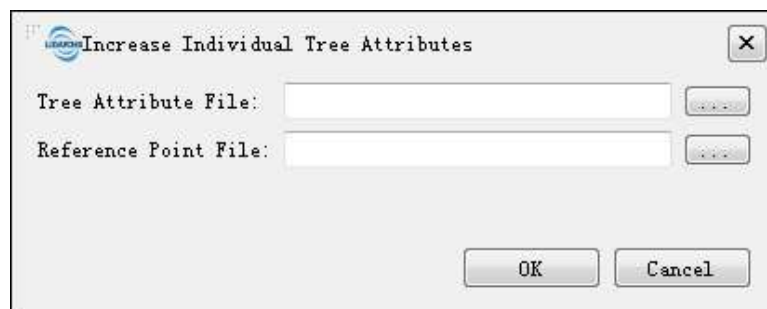 Increase Individual Tree Attributes
Tree Attribute File:
...
Reference Point File:
...
OK
Cancel